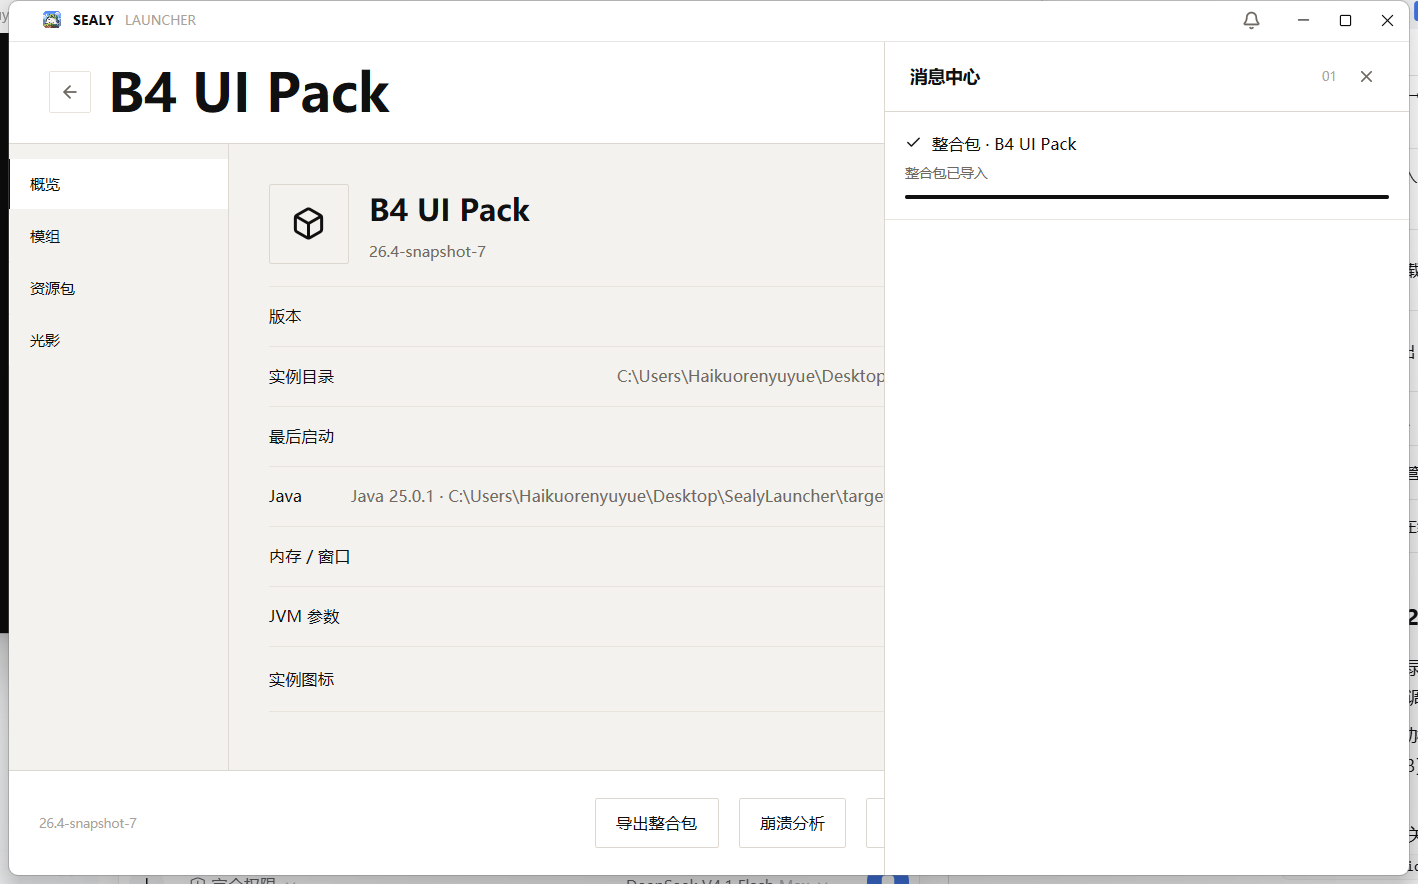 SEALY LAUNCHER
B4 UI Pack
概览
模组
资源包
光影
B4 UI Pack
26.4-snapshot-7
版本
实例目录 C:\Users\Haikuorenyuyue\Desktop
最后启动
Java Java 25.0.1 · C:\Users\Haikuorenyuyue\Desktop\SealyLauncher\targe
内存 / 窗口
JVM 参数
实例图标
26.4-snapshot-7
导出整合包
崩溃分析
消息中心 01
整合包 · B4 UI Pack
整合包已导入